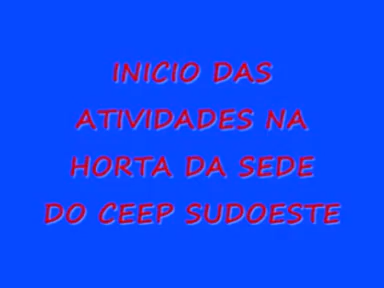 INICIO DAS
ATIVIDADES NA
HORTA DA SEDE
DO CEEP SUDOESTE